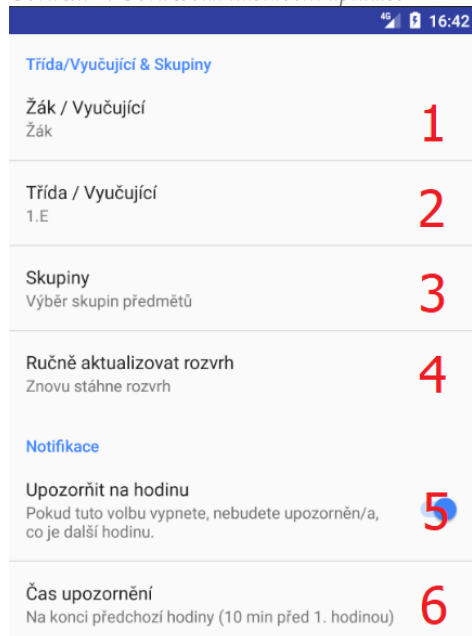 4G 16:42
Třída/Vyučující & Skupiny
Žák / Vyučující
Žák
1
Třída / Vyučující
1.E
2
Skupiny
Výběr skupin předmětů
3
Ručně aktualizovat rozvrh
Znovu stáhne rozvrh
4
Notifikace
Upozorňit na hodinu
Pokud tuto volbu vypnete, nebudete upozorněn/a,
co je další hodinu.
5
Čas upozornění
Na konci předchozí hodiny (10 min před 1. hodinou)
6